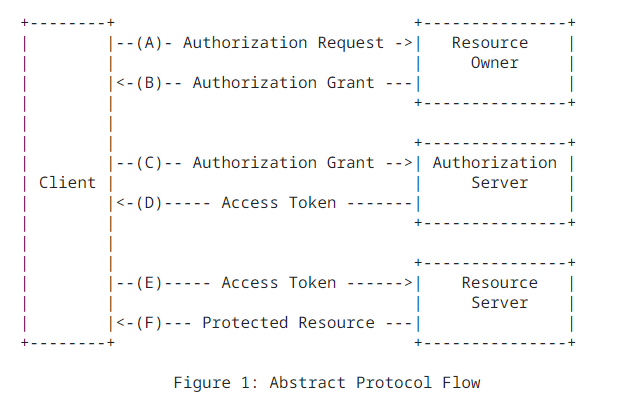 +--------+                               +---------------+
|        |--(A)- Authorization Request ->|   Resource    |
|        |                               |     Owner     |
|        |<-(B)-- Authorization Grant ---|               |
|        |                               +---------------+
|        |
|        |                               +---------------+
|        |--(C)-- Authorization Grant -->| Authorization |
| Client |                               |     Server    |
|        |<-(D)----- Access Token -------|               |
|        |                               +---------------+
|        |
|        |                               +---------------+
|        |--(E)----- Access Token ------>|    Resource   |
|        |                               |     Server    |
|        |<-(F)--- Protected Resource ---|               |
+--------+                               +---------------+
Figure 1: Abstract Protocol Flow